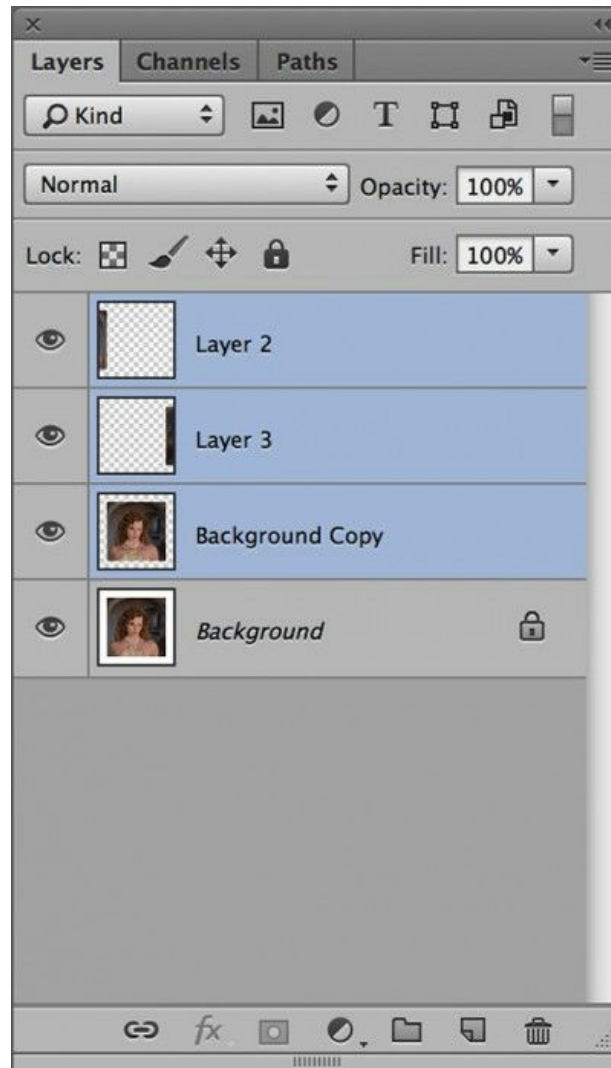 Layers Channels Paths
Kind T
Normal Opacity: 100%
Lock: Fill: 100%
Layer 2
Layer 3
Background Copy
Background
fx